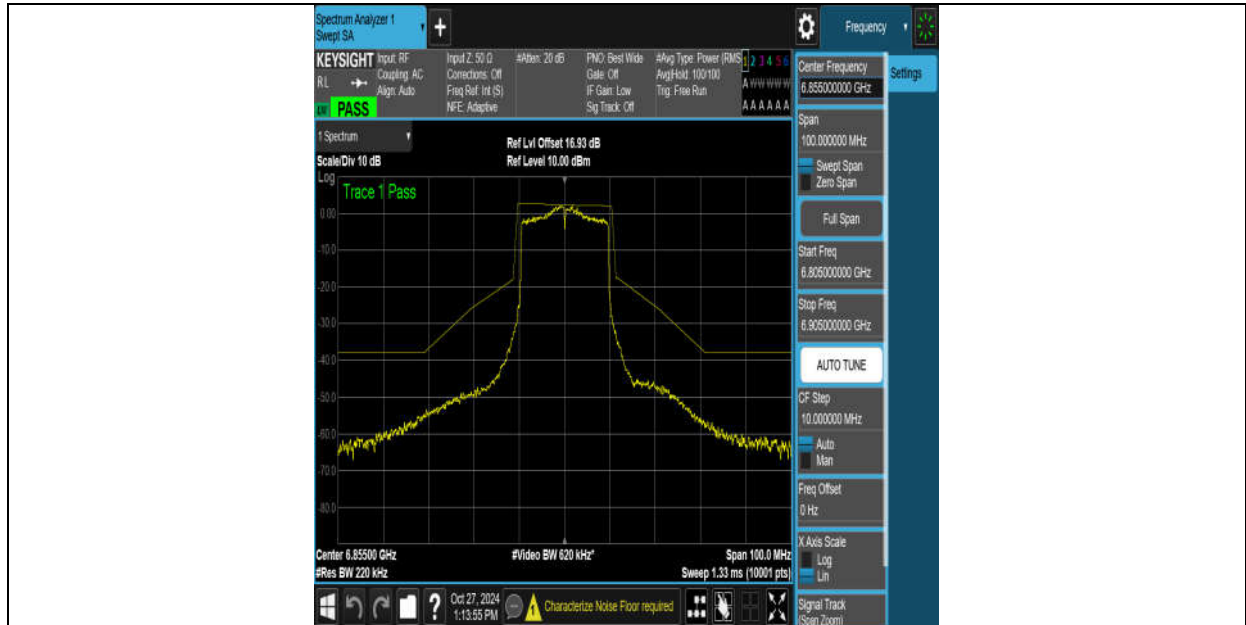 Spectrum Analyzer 1
Swept SA
+
Frequency
KEYSIGHT
RL
PASS
Input: RF
Coupling: AC
Align: Auto
Input Z: 50 Ω
Corrections: Off
Freq Ref: Int (S)
NFE: Adaptive
#Atten: 20 dB
PNO: Best Wide
Gate: Off
IF Gain: Low
Sig Track: Off
#Avg Type: Power (RMS
Avg|Hold: 100/100
Trig: Free Run
1 2 3 4 5 6
A W W W W W
A A A A A A
1 Spectrum
Scale/Div 10 dB
Log
Ref Lvl Offset 16.93 dB
Ref Level 10.00 dBm
Trace 1 Pass
0.00
-10.0
-20.0
-30.0
-40.0
-50.0
-60.0
-70.0
-80.0
Center 6.85500 GHz
#Res BW 220 kHz
#Video BW 620 kHz*
Span 100.0 MHz
Sweep 1.33 ms (10001 pts)
?
Oct 27, 2024
1:13:55 PM
Characterize Noise Floor required
Center Frequency
6.855000000 GHz
Settings
Span
100.000000 MHz
Swept Span
Zero Span
Full Span
Start Freq
6.805000000 GHz
Stop Freq
6.905000000 GHz
AUTO TUNE
CF Step
10.000000 MHz
Auto
Man
Freq Offset
0 Hz
X Axis Scale
Log
Lin
Signal Track
(Span Zoom)